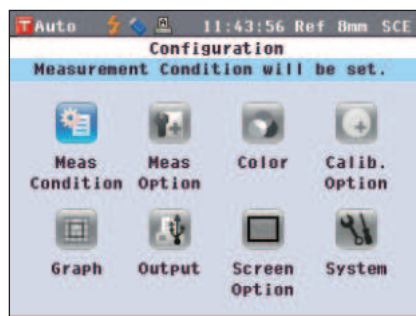 TAuto 11:43:56 Ref 8mm SCE
Configuration
Measurement Condition will be set.
Meas Condition
Meas Option
Color
Calib. Option
Graph
Output
Screen Option
System